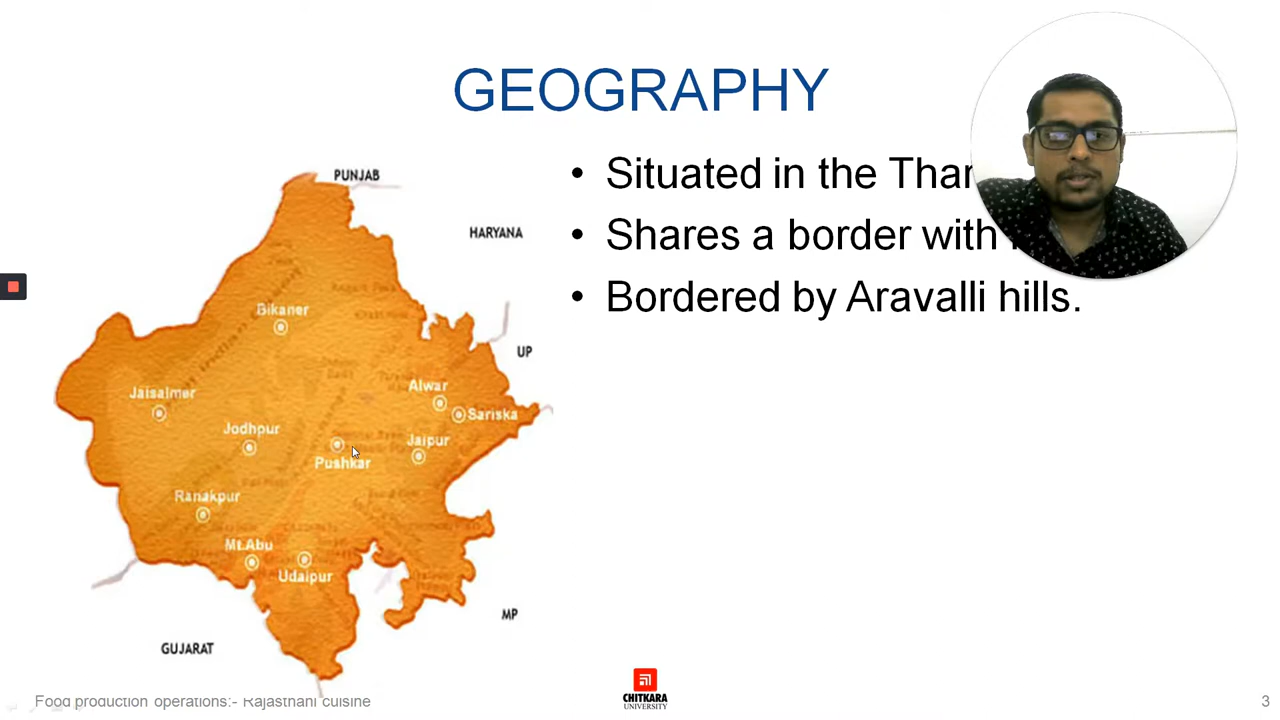 GEOGRAPHY
• Situated in the Thar
• Shares a border with
• Bordered by Aravalli hills.
PUNJAB
HARYANA
Bikaner
UP
Jaisalmer
Alwar
Sariska
Jodhpur
Jaipur
Pushkar
Ranakpur
Mt.Abu
Udaipur
MP
GUJARAT
Food production operations:- Rajasthani cuisine
CHITKARA
UNIVERSITY
3